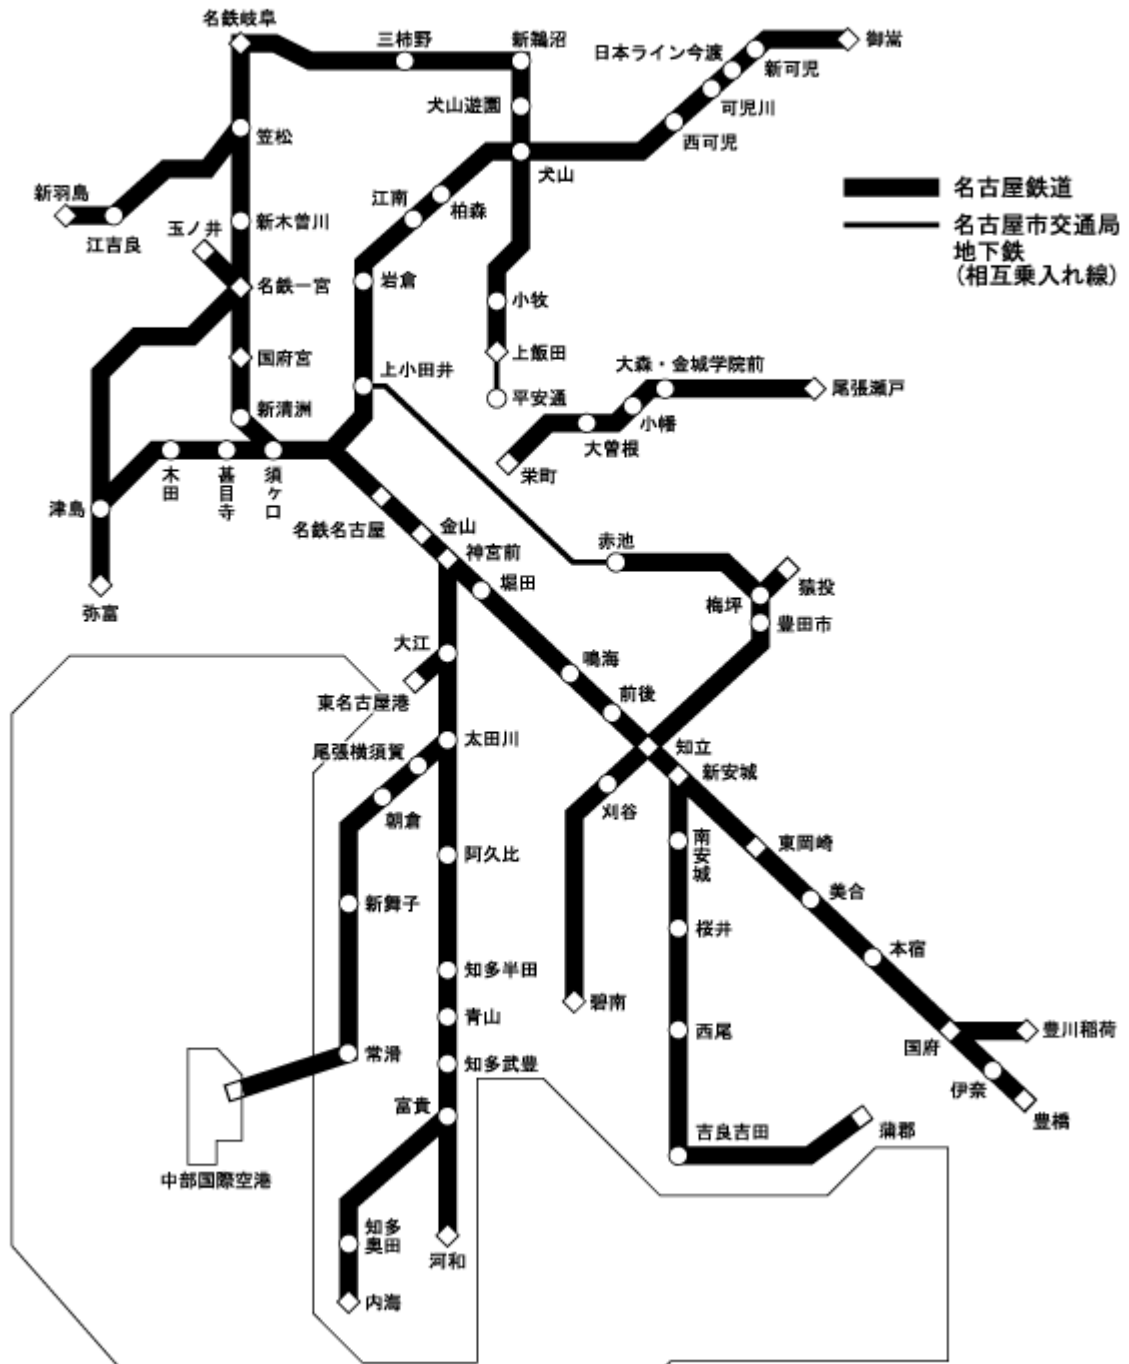 名鉄岐阜
三柿野
新鵜沼
日本ライン今渡
御嵩
新可児
犬山遊園
可児川
笠松
西可児
犬山
新羽島
江南
柏森
名古屋鉄道
江吉良
玉ノ井
新木曽川
名古屋市交通局
地下鉄
(相互乗入れ線)
名鉄一宮
岩倉
小牧
国府宮
上小田井
上飯田
大森・金城学院前
尾張瀬戸
平安通
新清洲
小幡
大曽根
木田
甚目寺
須ヶ口
栄町
津島
名鉄名古屋
金山
神宮前
赤池
堀田
猿投
弥富
梅坪
豊田市
大江
鳴海
東名古屋港
前後
太田川
知立
尾張横須賀
新安城
朝倉
刈谷
南安城
東岡崎
阿久比
美合
新舞子
桜井
本宿
知多半田
碧南
青山
西尾
国府
豊川稲荷
常滑
知多武豊
伊奈
富貴
豊橋
吉良吉田
蒲郡
中部国際空港
知多
奥田
河和
内海